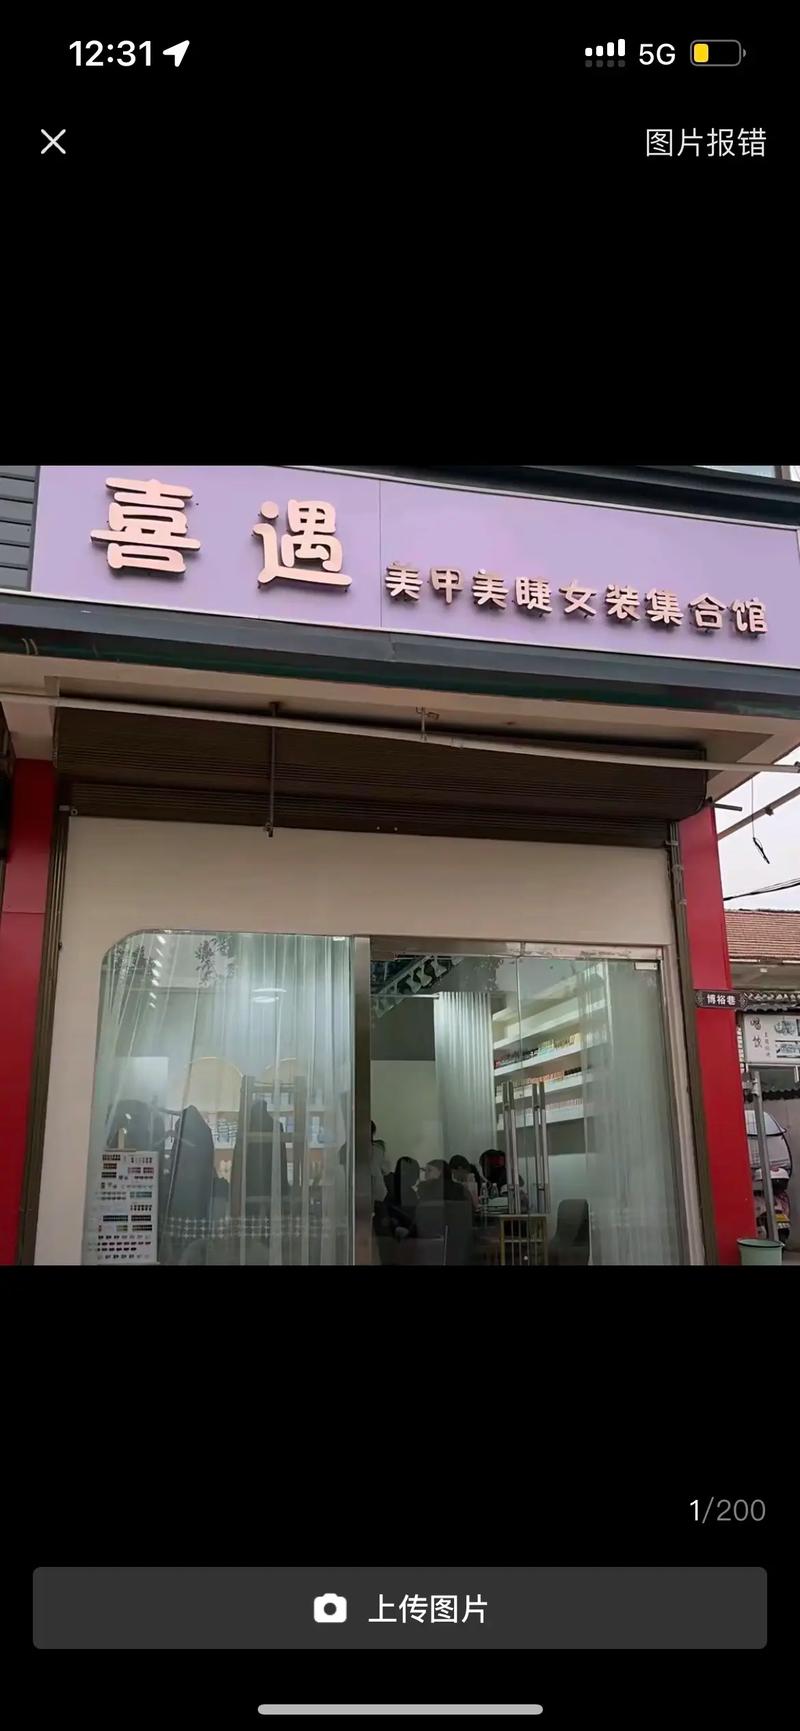 12:31
5G
图片报错
喜遇
美甲美睫女装集合馆
博裕巷
1/200
上传图片